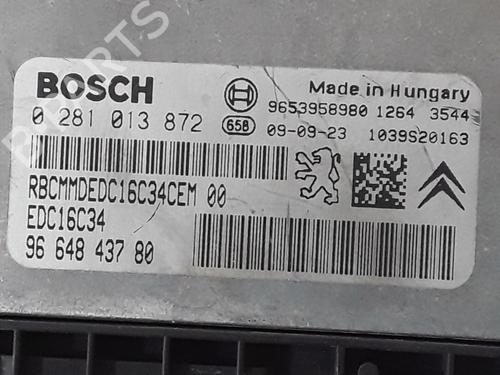 BOSCH
Made in Hungary
9653958980 1264 3544
0 281 013 872 658 09-09-23 1039S20163
RBCMMDEDC16C34CEM 00
EDC16C34
96 648 437 80
PARTS